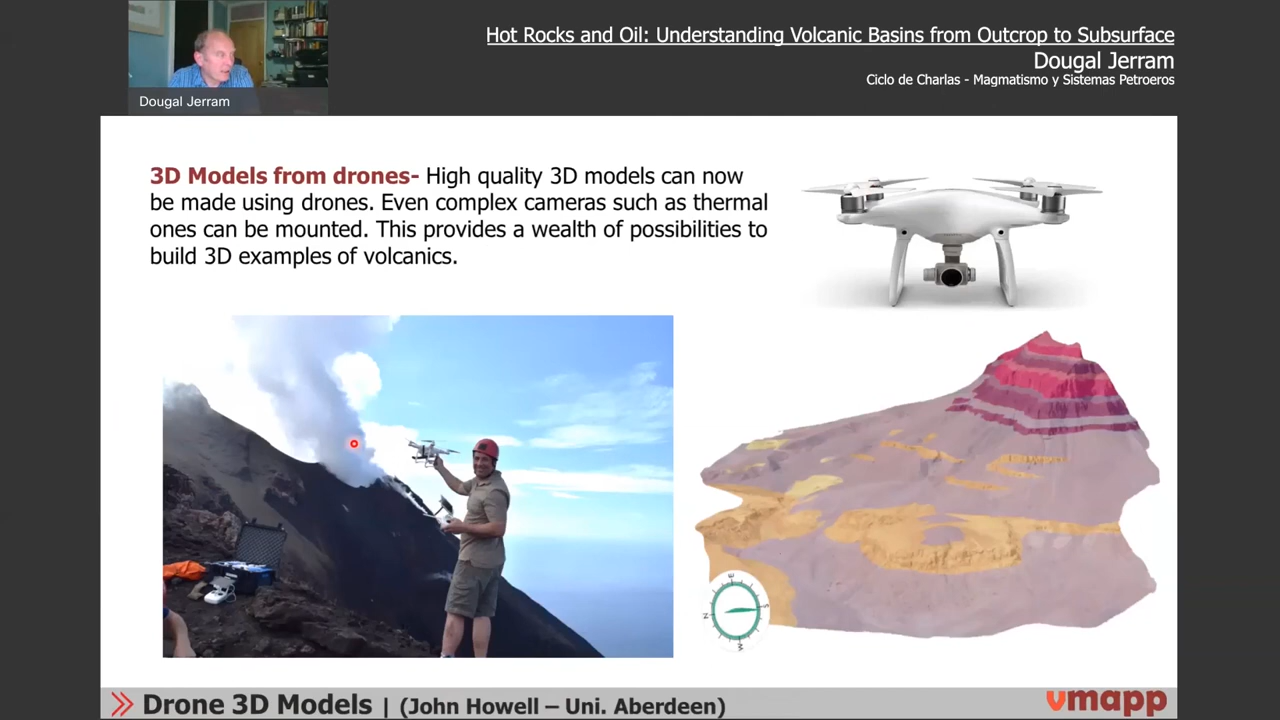 Hot Rocks and Oil: Understanding Volcanic Basins from Outcrop to Subsurface
Dougal Jerram
Ciclo de Charlas - Magmatismo y Sistemas Petroeros
Dougal Jerram
3D Models from drones- High quality 3D models can now
be made using drones. Even complex cameras such as thermal
ones can be mounted. This provides a wealth of possibilities to
build 3D examples of volcanics.
E
N
S
W
Drone 3D Models | (John Howell – Uni. Aberdeen)
vmapp